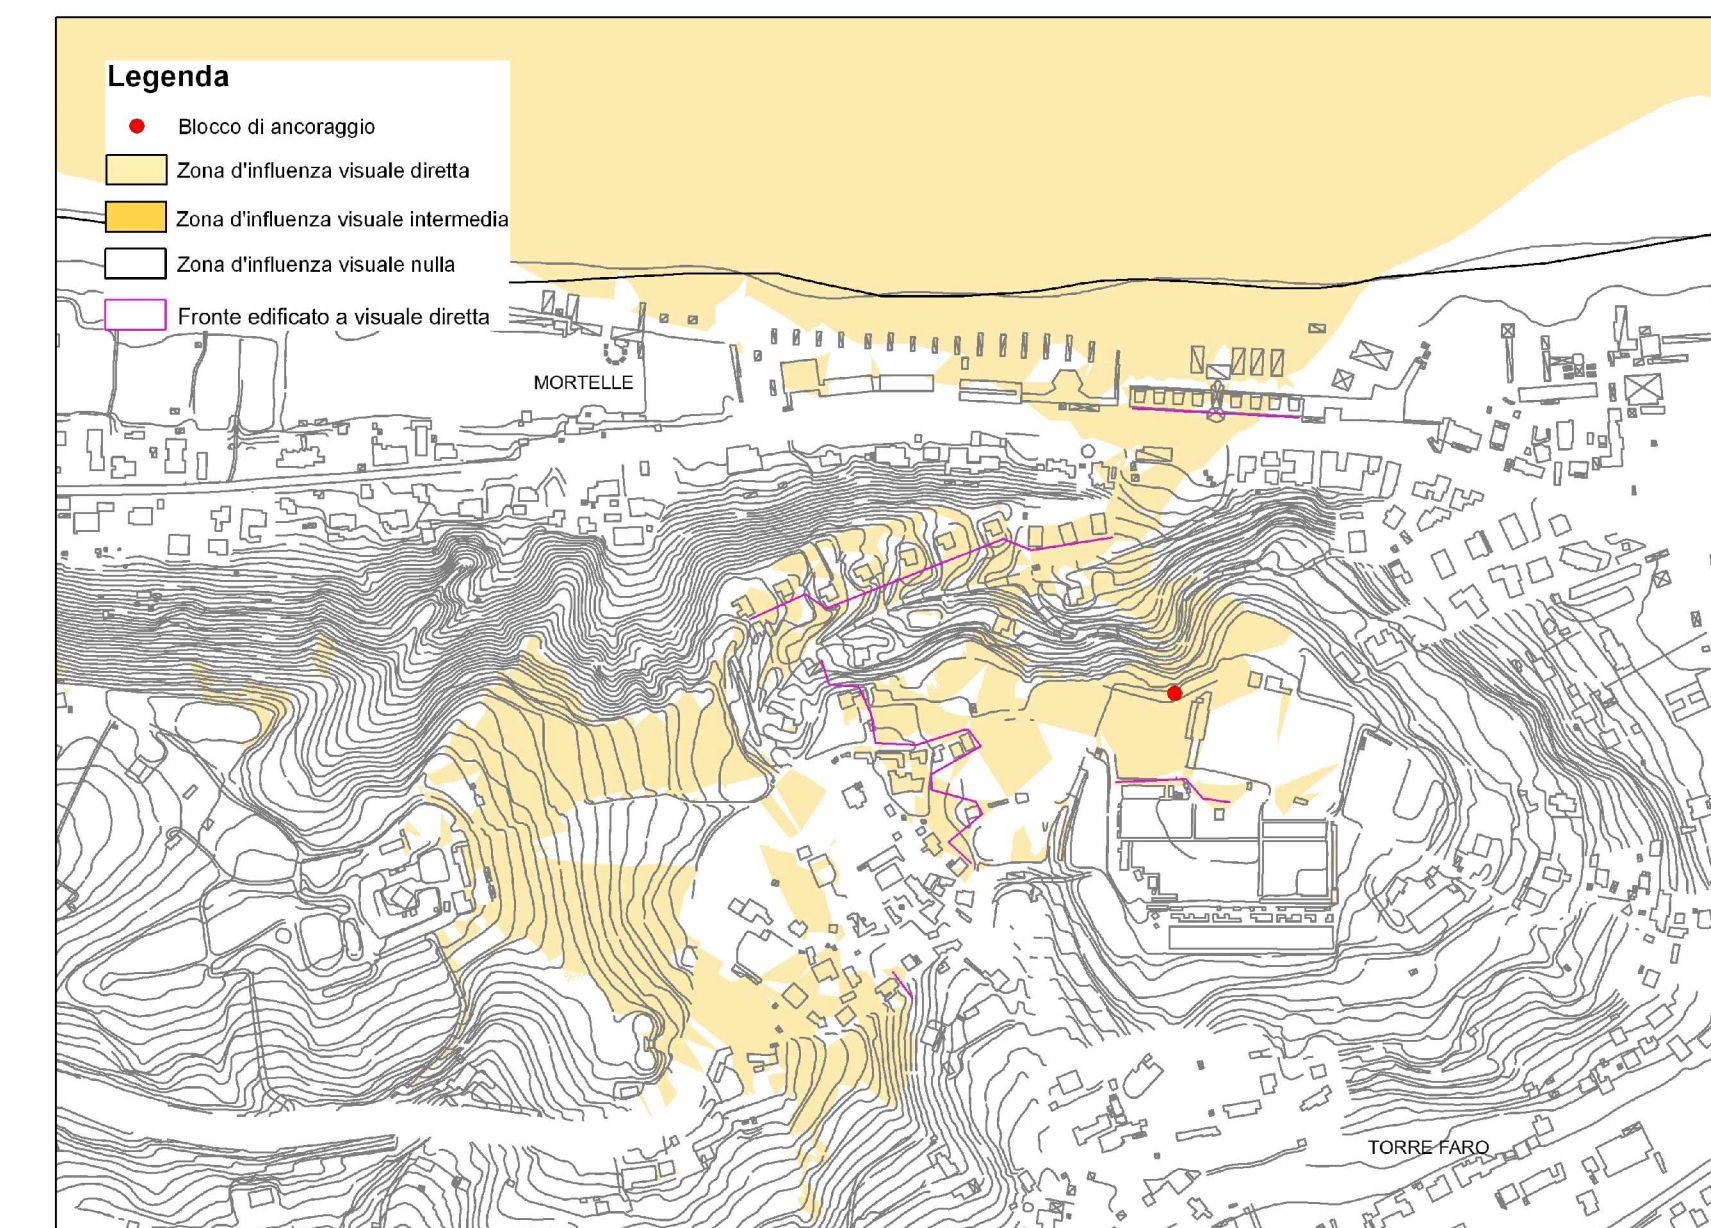 Legenda
Blocco di ancoraggio
Zona d'influenza visuale diretta
Zona d'influenza visuale intermedia
Zona d'influenza visuale nulla
Fronte edificato a visuale diretta
MORTELLE
TORRE FARO